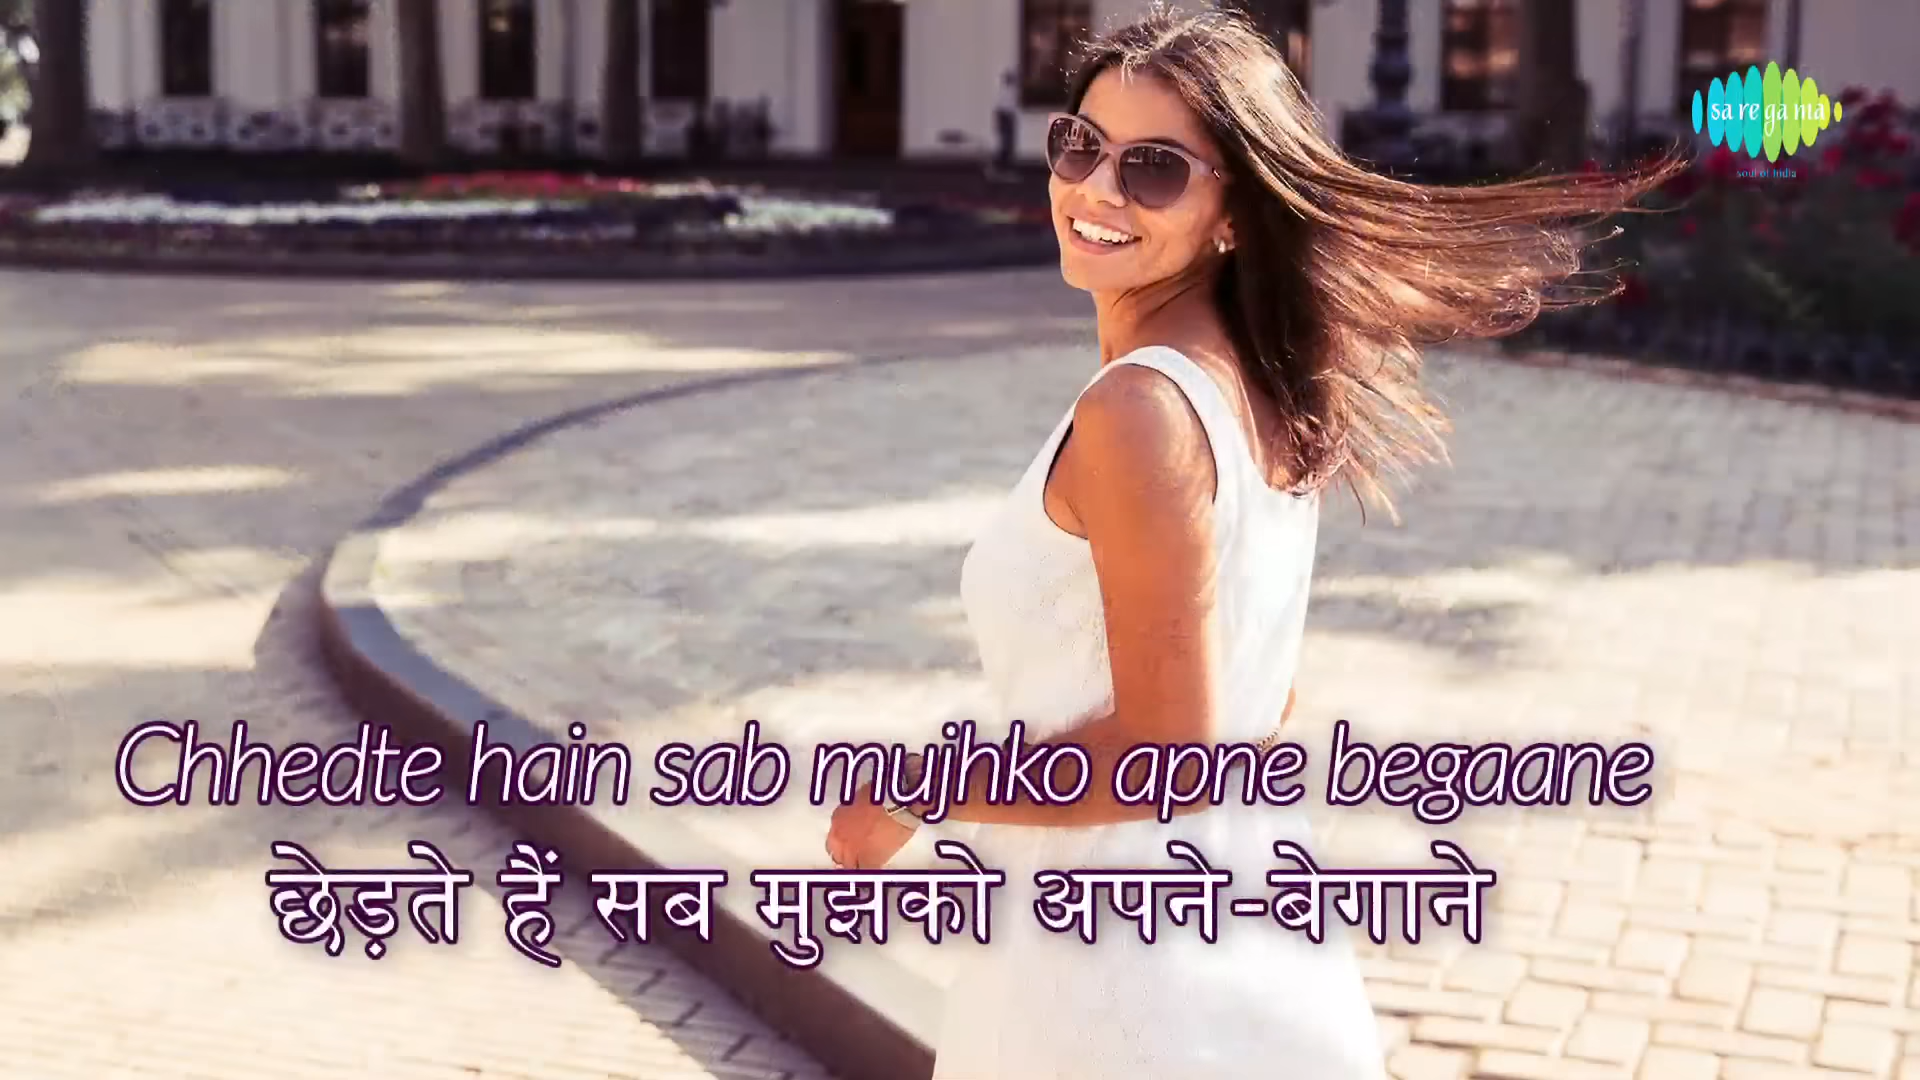 sa re ga ma
soul of India
Chhedte hain sab mujhko apne begaane
छेड़ते हैं सब मुझको अपने-बेगाने